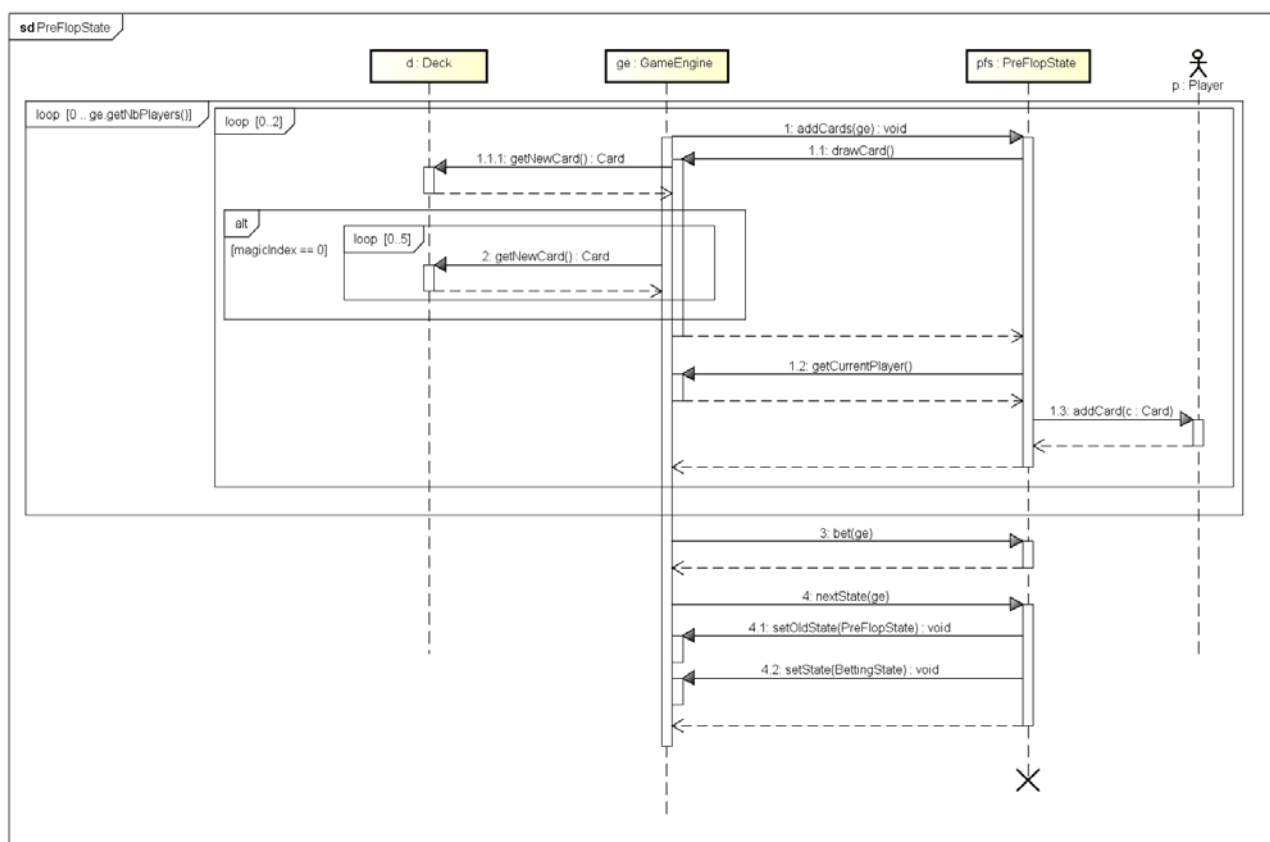 sd PreFlopState
d : Deck
ge : GameEngine
pfs : PreFlopState
p : Player
loop [0 .. ge.getNbPlayers()]
loop [0..2]
1: addCards(ge) : void
1.1: drawCard()
1.1.1: getNewCard() : Card
alt
[magicIndex == 0]
loop [0..5]
2: getNewCard() : Card
1.2: getCurrentPlayer()
1.3: addCard(c : Card)
3: bet(ge)
4: nextState(ge)
4.1: setOldState(PreFlopState) : void
4.2: setState(BettingState) : void